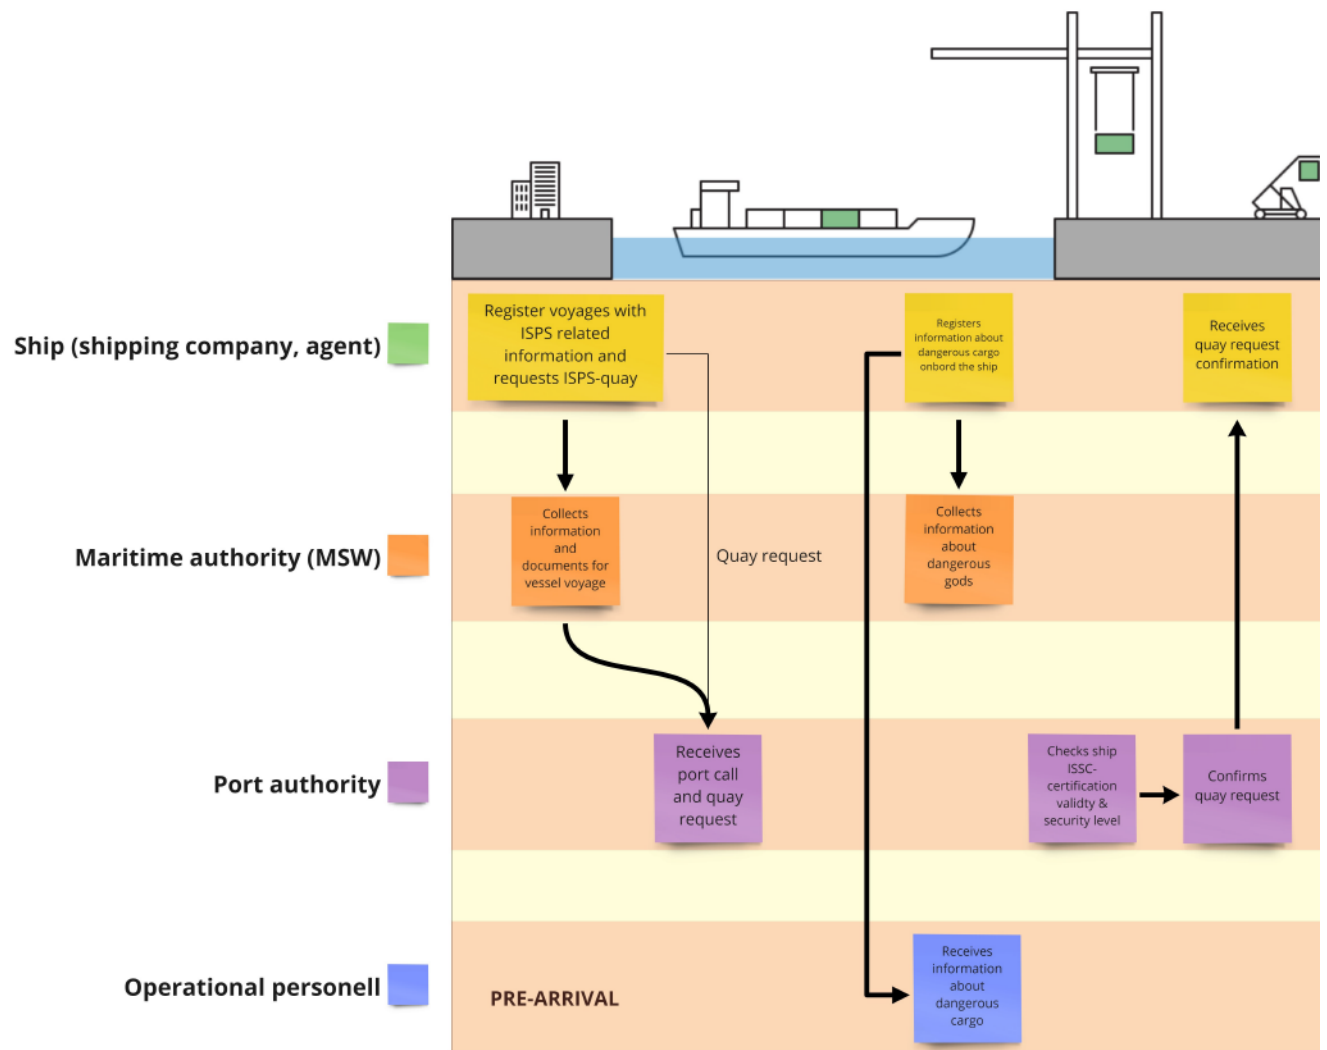 Ship (shipping company, agent)
Register voyages with
ISPS related
information and
requests ISPS-quay
Registers
information about
dangerous cargo
onbord the ship
Receives
quay request
confirmation
Maritime authority (MSW)
Collects
information
and
documents for
vessel voyage
Quay request
Collects
information
about
dangerous
gods
Port authority
Receives
port call
and quay
request
Checks ship
ISSC-
certification
validty &
security level
Confirms
quay request
Operational personell
PRE-ARRIVAL
Receives
information
about
dangerous
cargo